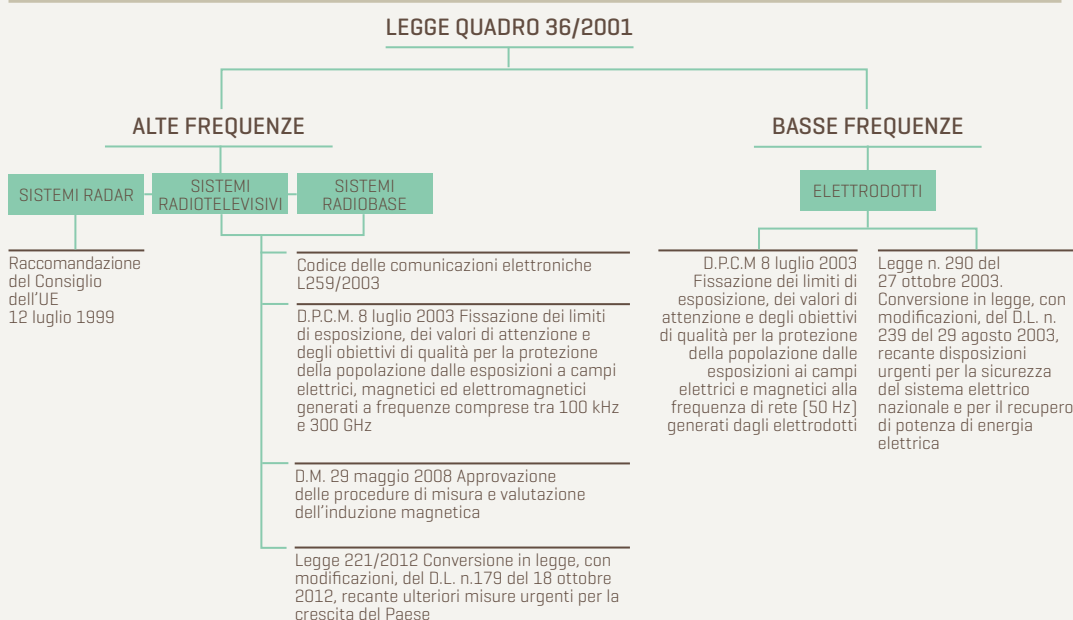 LEGGE QUADRO 36/2001
ALTE FREQUENZE
BASSE FREQUENZE
SISTEMI RADAR
SISTEMI
RADIOTELEVISIVI
SISTEMI
RADIOBASE
ELETTRODOTTI
Raccomandazione
del Consiglio
dell'UE
12 luglio 1999
Codice delle comunicazioni elettroniche
L259/2003
D.P.C.M. 8 luglio 2003 Fissazione dei limiti
di esposizione, dei valori di attenzione e
degli obiettivi di qualità per la protezione
della popolazione dalle esposizioni a campi
elettrici, magnetici ed elettromagnetici
generati a frequenze comprese tra 100 kHz
e 300 GHz
D.M. 29 maggio 2008 Approvazione
delle procedure di misura e valutazione
dell'induzione magnetica
Legge 221/2012 Conversione in legge, con
modificazioni, del D.L. n.179 del 18 ottobre
2012, recante ulteriori misure urgenti per la
crescita del Paese
D.P.C.M 8 luglio 2003
Fissazione dei limiti di
esposizione, dei valori di
attenzione e degli obiettivi
di qualità per la protezione
della popolazione dalle
esposizioni ai campi
elettrici e magnetici alla
frequenza di rete (50 Hz)
generati dagli elettrodotti
Legge n. 290 del
27 ottobre 2003.
Conversione in legge, con
modificazioni, del D.L. n.
239 del 29 agosto 2003,
recante disposizioni
urgenti per la sicurezza
del sistema elettrico
nazionale e per il recupero
di potenza di energia
elettrica